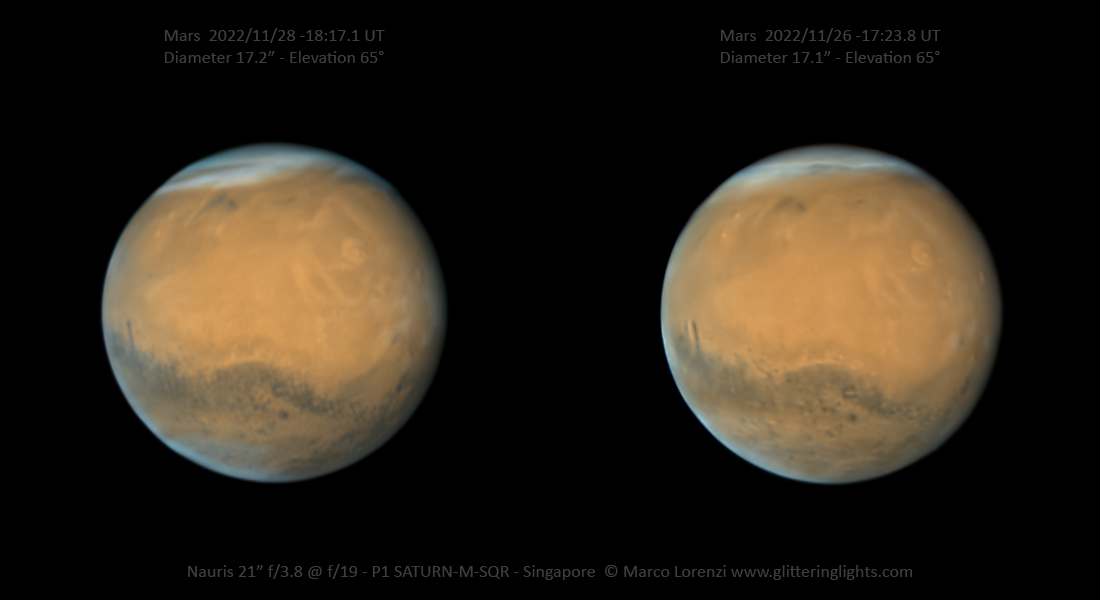 Mars  2022/11/28 -18:17.1 UT
Diameter 17.2” - Elevation 65°
Mars  2022/11/26 -17:23.8 UT
Diameter 17.1” - Elevation 65°
Nauris 21” f/3.8 @ f/19 - P1 SATURN-M-SQR - Singapore  © Marco Lorenzi www.glitteringlights.com